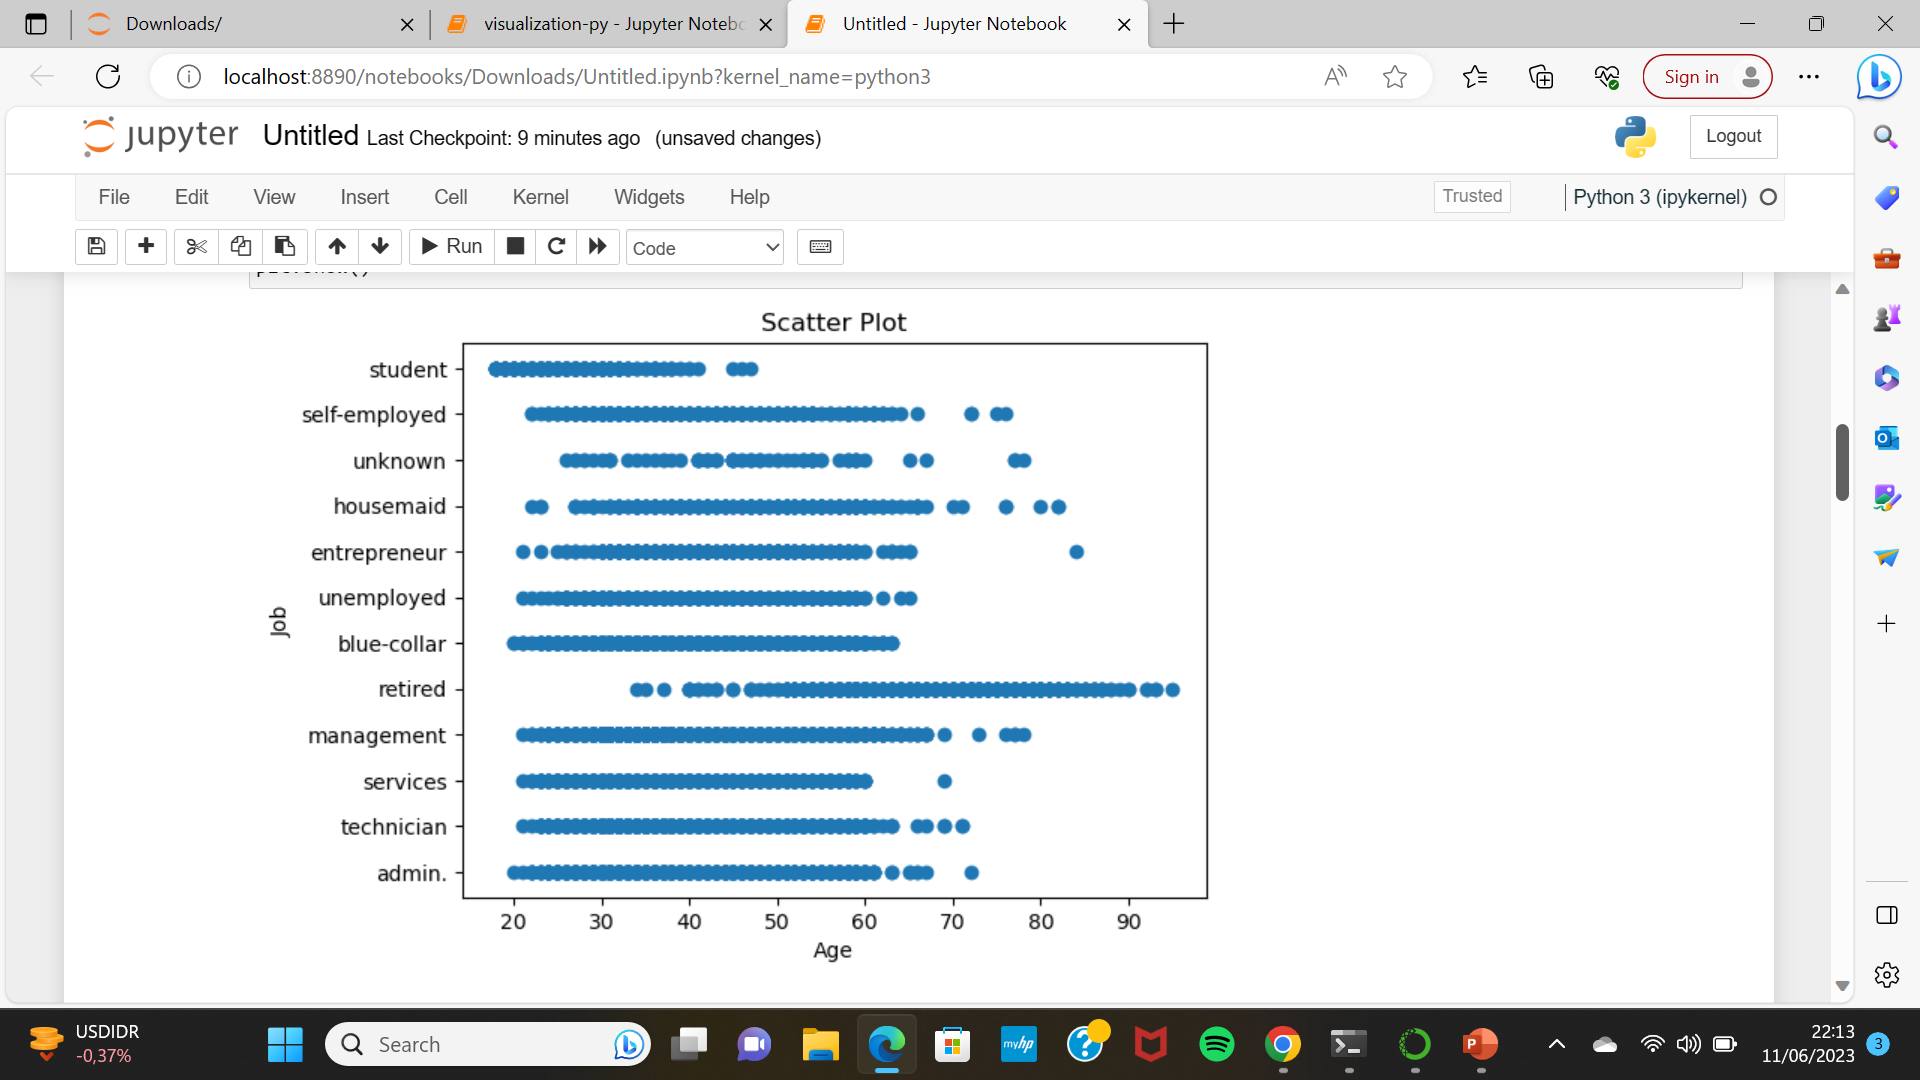 Downloads/
visualization-py - Jupyter Notebo
Untitled - Jupyter Notebook
localhost:8890/notebooks/Downloads/Untitled.ipynb?kernel_name=python3
Sign in
jupyter Untitled Last Checkpoint: 9 minutes ago (unsaved changes)
Logout
File Edit View Insert Cell Kernel Widgets Help
Trusted
Python 3 (ipykernel)
Run
Code
Scatter Plot
student
self-employed
unknown
housemaid
entrepreneur
unemployed
Job
blue-collar
retired
management
services
technician
admin.
20 30 40 50 60 70 80 90
Age
USDIDR
-0,37%
Search
myhp
22:13
11/06/2023
3